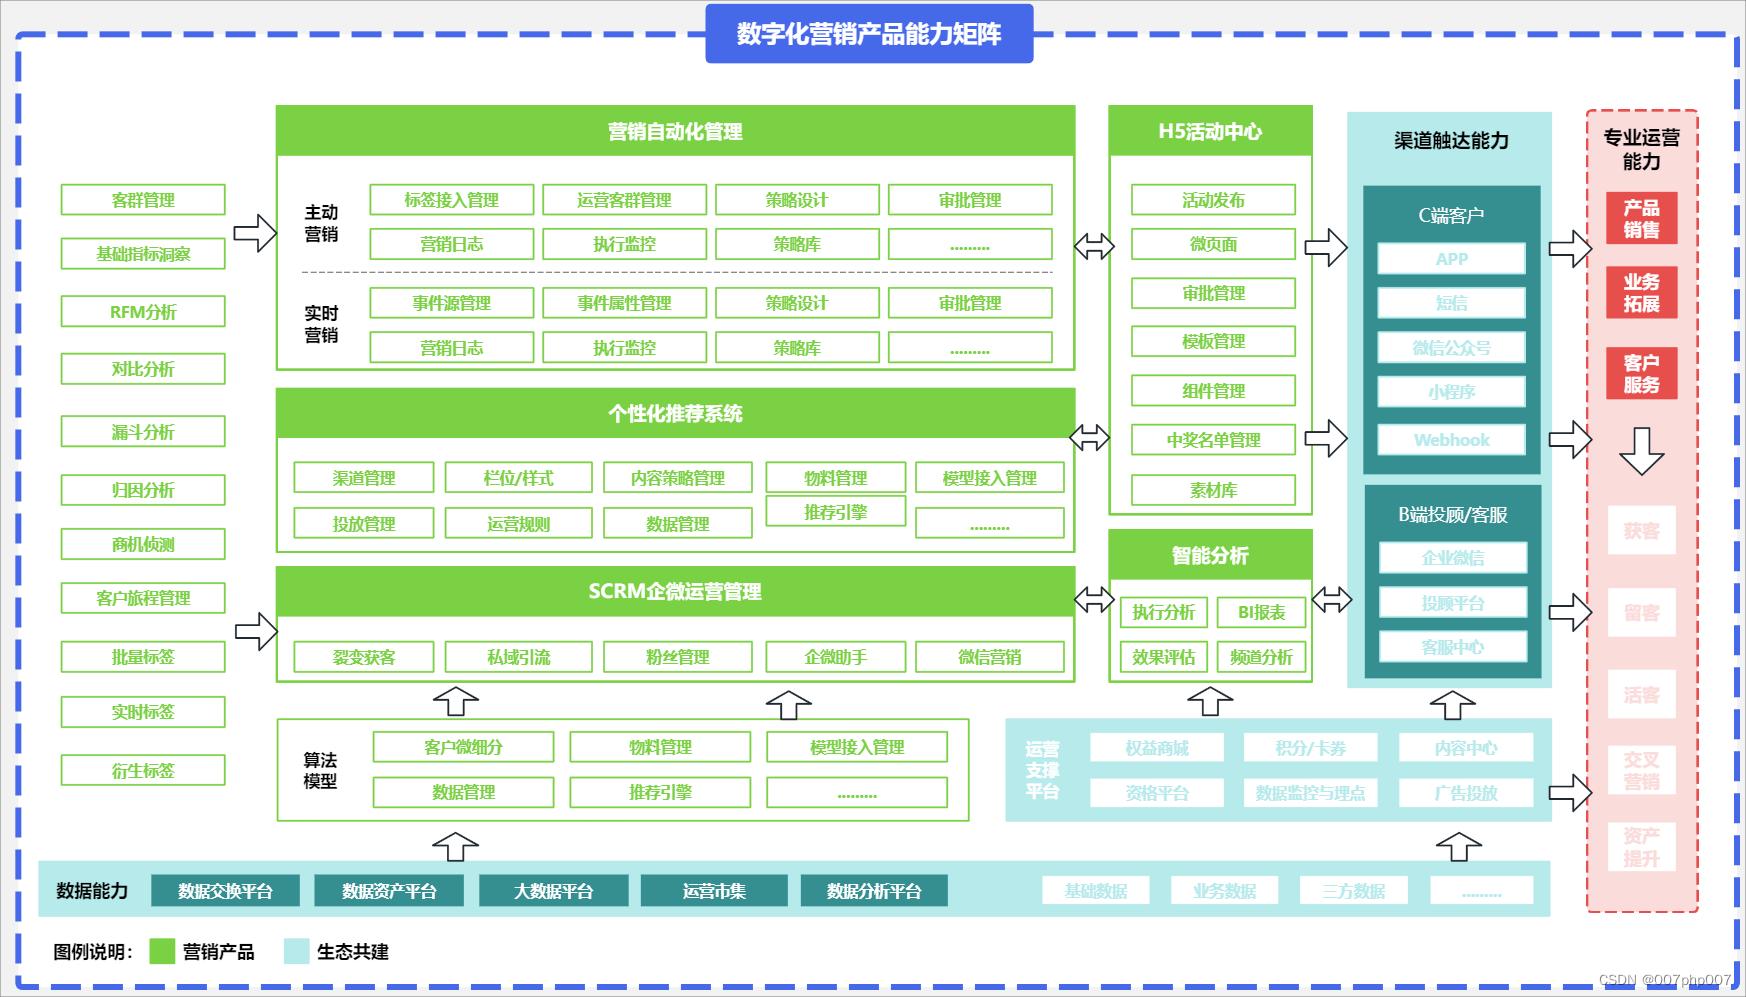 数字化营销产品能力矩阵
客群管理
基础指标洞察
RFM分析
对比分析
漏斗分析
归因分析
商机侦测
客户旅程管理
批量标签
实时标签
衍生标签
营销自动化管理
主动
营销
标签接入管理
运营客群管理
策略设计
审批管理
营销日志
执行监控
策略库
.........
实时
营销
事件源管理
事件属性管理
策略设计
审批管理
营销日志
执行监控
策略库
.........
个性化推荐系统
渠道管理
栏位/样式
内容策略管理
物料管理
模型接入管理
投放管理
运营规则
数据管理
推荐引擎
.........
SCRM企微运营管理
裂变获客
私域引流
粉丝管理
企微助手
微信营销
算法
模型
客户微细分
物料管理
模型接入管理
数据管理
推荐引擎
.........
H5活动中心
活动发布
微页面
审批管理
模板管理
组件管理
中奖名单管理
素材库
智能分析
执行分析
BI报表
效果评估
频道分析
渠道触达能力
C端客户
APP
短信
微信公众号
小程序
Webhook
B端投顾/客服
企业微信
投顾平台
客服中心
运营
支撑
平台
权益商城
积分/卡券
内容中心
资格平台
数据监控与埋点
广告投放
专业运营
能力
产品
销售
业务
拓展
客户
服务
获客
留客
活客
交叉
营销
资产
提升
数据能力
数据交换平台
数据资产平台
大数据平台
运营市集
数据分析平台
基础数据
业务数据
三方数据
.........
图例说明：
营销产品
生态共建
CSDN @007php007